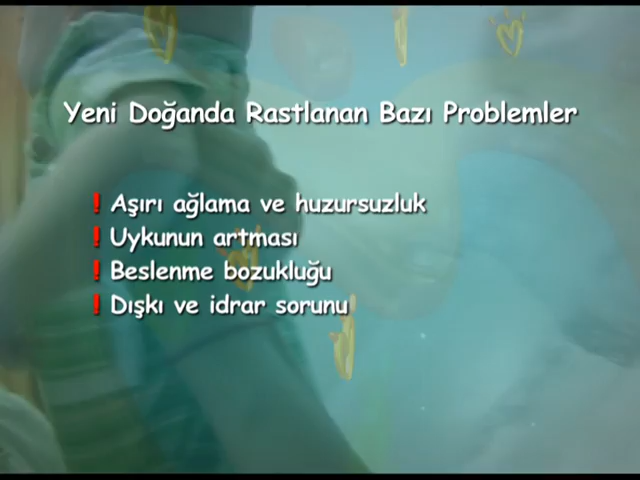 Yeni Doğanda Rastlanan Bazı Problemler
! Aşırı ağlama ve huzursuzluk
! Uykunun artması
! Beslenme bozukluğu
! Dışkı ve idrar sorunu